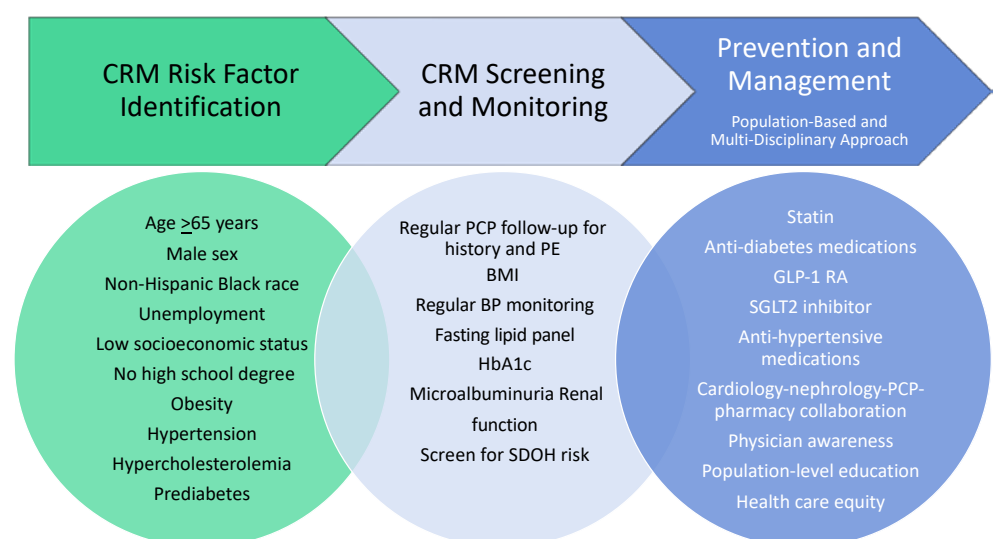 CRM Risk Factor
Identification
CRM Screening
and Monitoring
Prevention and
Management
Population-Based and
Multi-Disciplinary Approach
Age >65 years
Male sex
Non-Hispanic Black race
Unemployment
Low socioeconomic status
No high school degree
Obesity
Hypertension
Hypercholesterolemia
Prediabetes
Regular PCP follow-up for
history and PE
BMI
Regular BP monitoring
Fasting lipid panel
HbA1c
Microalbuminuria Renal
function
Screen for SDOH risk
Statin
Anti-diabetes medications
GLP-1 RA
SGLT2 inhibitor
Anti-hypertensive
medications
Cardiology-nephrology-PCP-
pharmacy collaboration
Physician awareness
Population-level education
Health care equity